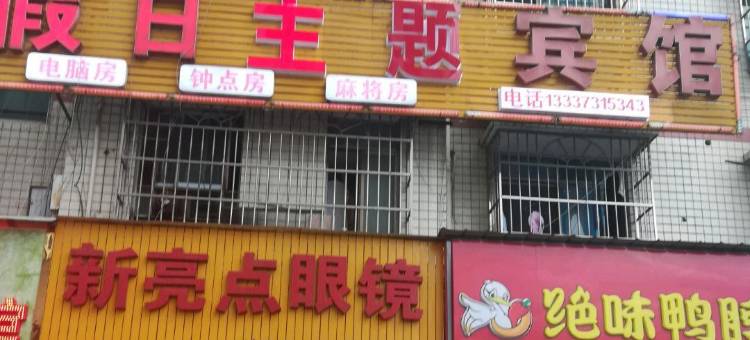 假日主题宾馆
电脑房
钟点房
麻将房
电话13337315343
新亮点眼镜
绝味鸭脖